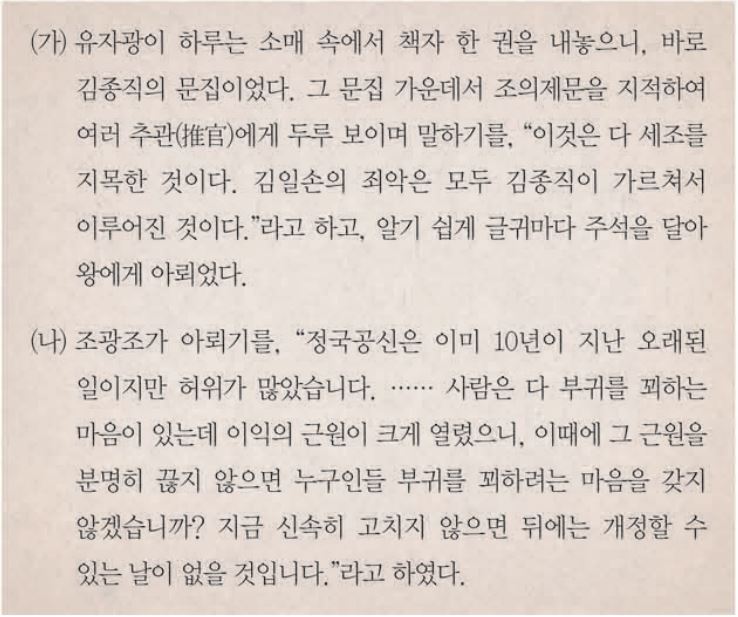 (가) 유자광이 하루는 소매 속에서 책자 한 권을 내놓으니, 바로
김종직의 문집이었다. 그 문집 가운데서 조의제문을 지적하여
여러 추관(推官)에게 두루 보이며 말하기를, “이것은 다 세조를
지목한 것이다. 김일손의 죄악은 모두 김종직이 가르쳐서
이루어진 것이다.”라고 하고, 알기 쉽게 글귀마다 주석을 달아
왕에게 아뢰었다.
(나) 조광조가 아뢰기를, “정국공신은 이미 10년이 지난 오래된
일이지만 허위가 많았습니다. …… 사람은 다 부귀를 꾀하는
마음이 있는데 이익의 근원이 크게 열렸으니, 이때에 그 근원을
분명히 끊지 않으면 누구인들 부귀를 꾀하려는 마음을 갖지
않겠습니까? 지금 신속히 고치지 않으면 뒤에는 개정할 수
있는 날이 없을 것입니다.”라고 하였다.